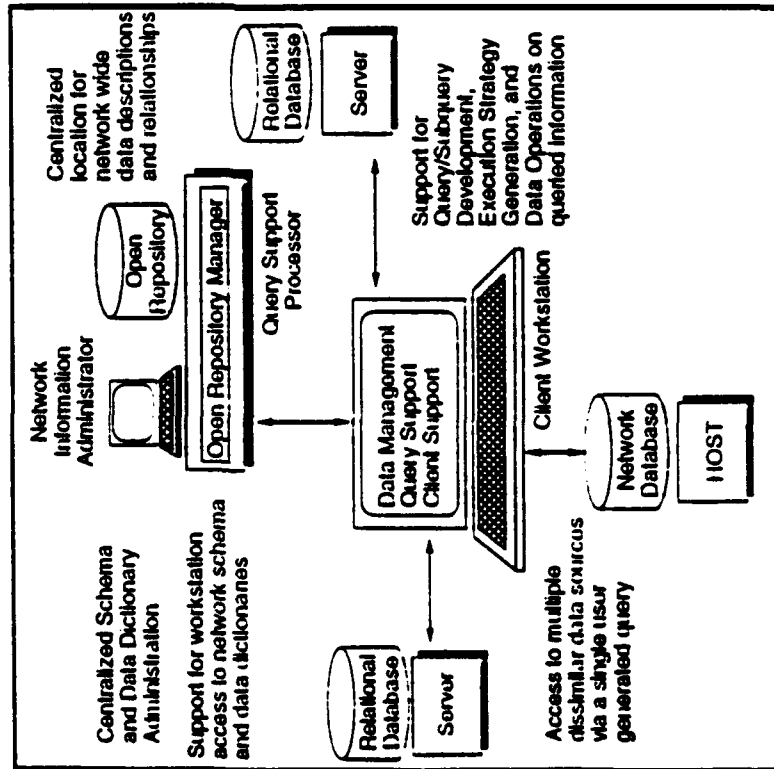 Network
Information
Administrator
Centralized Schema
and Data Dictionary
Administration
Open
Repository
Centralized
location for
network wide
data descriptions
and relationships
Open Repository Manager
Support for workstation
access to network schema
and data dictionaries
Query Support
Processor
Relational
Database
Server
Relational
Database
Server
Data Management
Query Support
Client Support
Client Workstation
Support for
Query/Subquery
Development,
Execution Strategy
Generation, and
Data Operations on
queried Information
Access to multiple
dissimilar data sources
via a single user
generated query
Network
Database
HOST